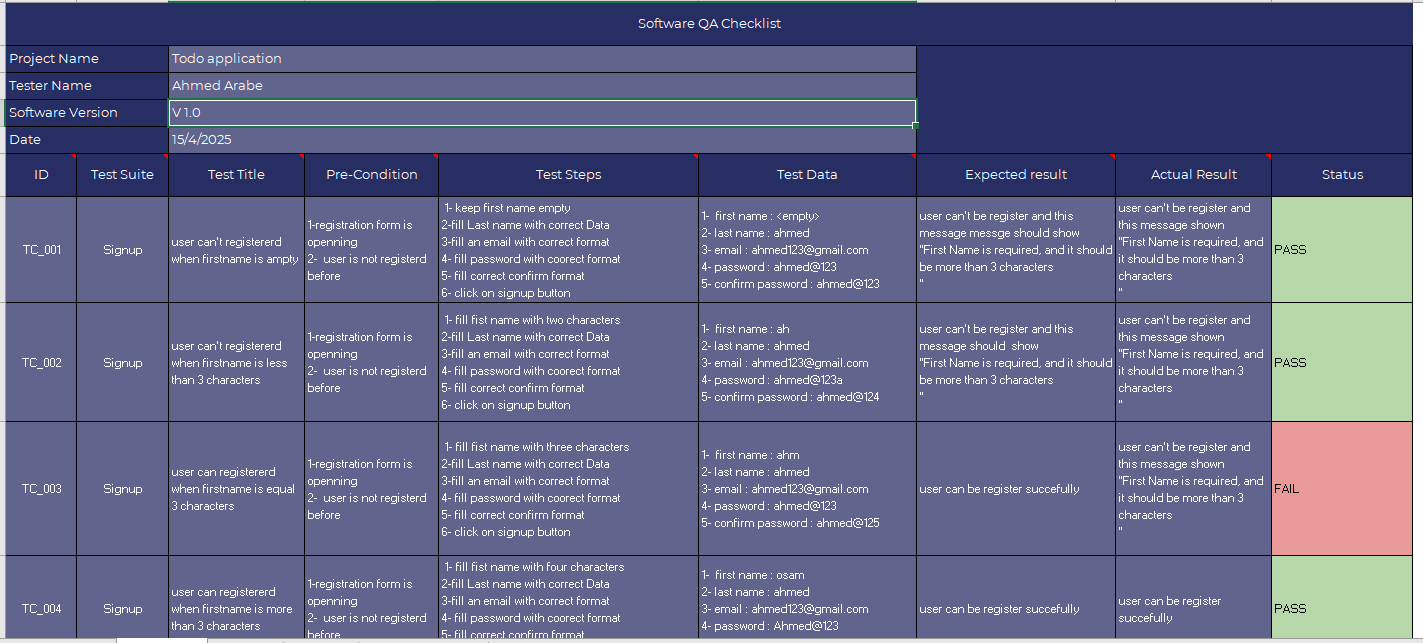 Software QA Checklist
Project Name
Todo application
Tester Name
Ahmed Arabe
Software Version
V 1.0
Date
15/4/2025
ID
Test Suite
Test Title
Pre-Condition
Test Steps
Test Data
Expected result
Actual Result
Status
TC_001
Signup
user can't registererd
when firstname is ampty
1-registration form is
openning
2-  user is not registerd
before
1- keep first name empty
2-fill Last name with correct Data
3-fill an email with correct format
4- fill password with coorect format
5- fill correct confirm format
6- click on signup button
1-  first name : <empty>
2- last name : ahmed
3- email : ahmed123@gmail.com
4- password : ahmed@123
5- confirm password : ahmed@123
user can't be register and this
message messge should show
"First Name is required, and it should
be more than 3 characters
"
user can't be register and
this message shown
"First Name is required, and
it should be more than 3
characters
"
PASS
TC_002
Signup
user can't registererd
when firstname is less
than 3 characters
1-registration form is
openning
2-  user is not registerd
before
1- fill fist name with two characters
2-fill Last name with correct Data
3-fill an email with correct format
4- fill password with coorect format
5- fill correct confirm format
6- click on signup button
1-  first name : ah
2- last name : ahmed
3- email : ahmed123@gmail.com
4- password : ahmed@123a
5- confirm password : ahmed@124
user can't be register and this
message should  show
"First Name is required, and it should
be more than 3 characters
"
user can't be register and
this message shown
"First Name is required, and
it should be more than 3
characters
"
PASS
TC_003
Signup
user can registererd
when firstname is equal
3 characters
1-registration form is
openning
2-  user is not registerd
before
1- fill fist name with three characters
2-fill Last name with correct Data
3-fill an email with correct format
4- fill password with coorect format
5- fill correct confirm format
6- click on signup button
1-  first name : ahm
2- last name : ahmed
3- email : ahmed123@gmail.com
4- password : ahmed@123
5- confirm password : ahmed@125
user can be register succefully
user can't be register and
this message shown
"First Name is required, and
it should be more than 3
characters
"
FAIL
TC_004
Signup
user can registererd
when firstname is more
than 3 characters
1-registration form is
openning
2-  user is not registerd
before
1- fill fist name with four characters
2-fill Last name with correct Data
3-fill an email with correct format
4- fill password with coorect format
5- fill correct confirm format
1-  first name : osam
2- last name : ahmed
3- email : ahmed123@gmail.com
4- password : Ahmed@123
user can be register succefully
user can be register
succefully
PASS